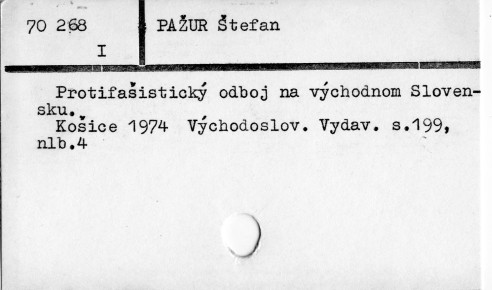 70 268 PAŽUR Štefan
I
Protifašistický odboj na východnom Sloven-
sku.
Košice 1974 Východoslov. Vydav. s.199,
nlb.4